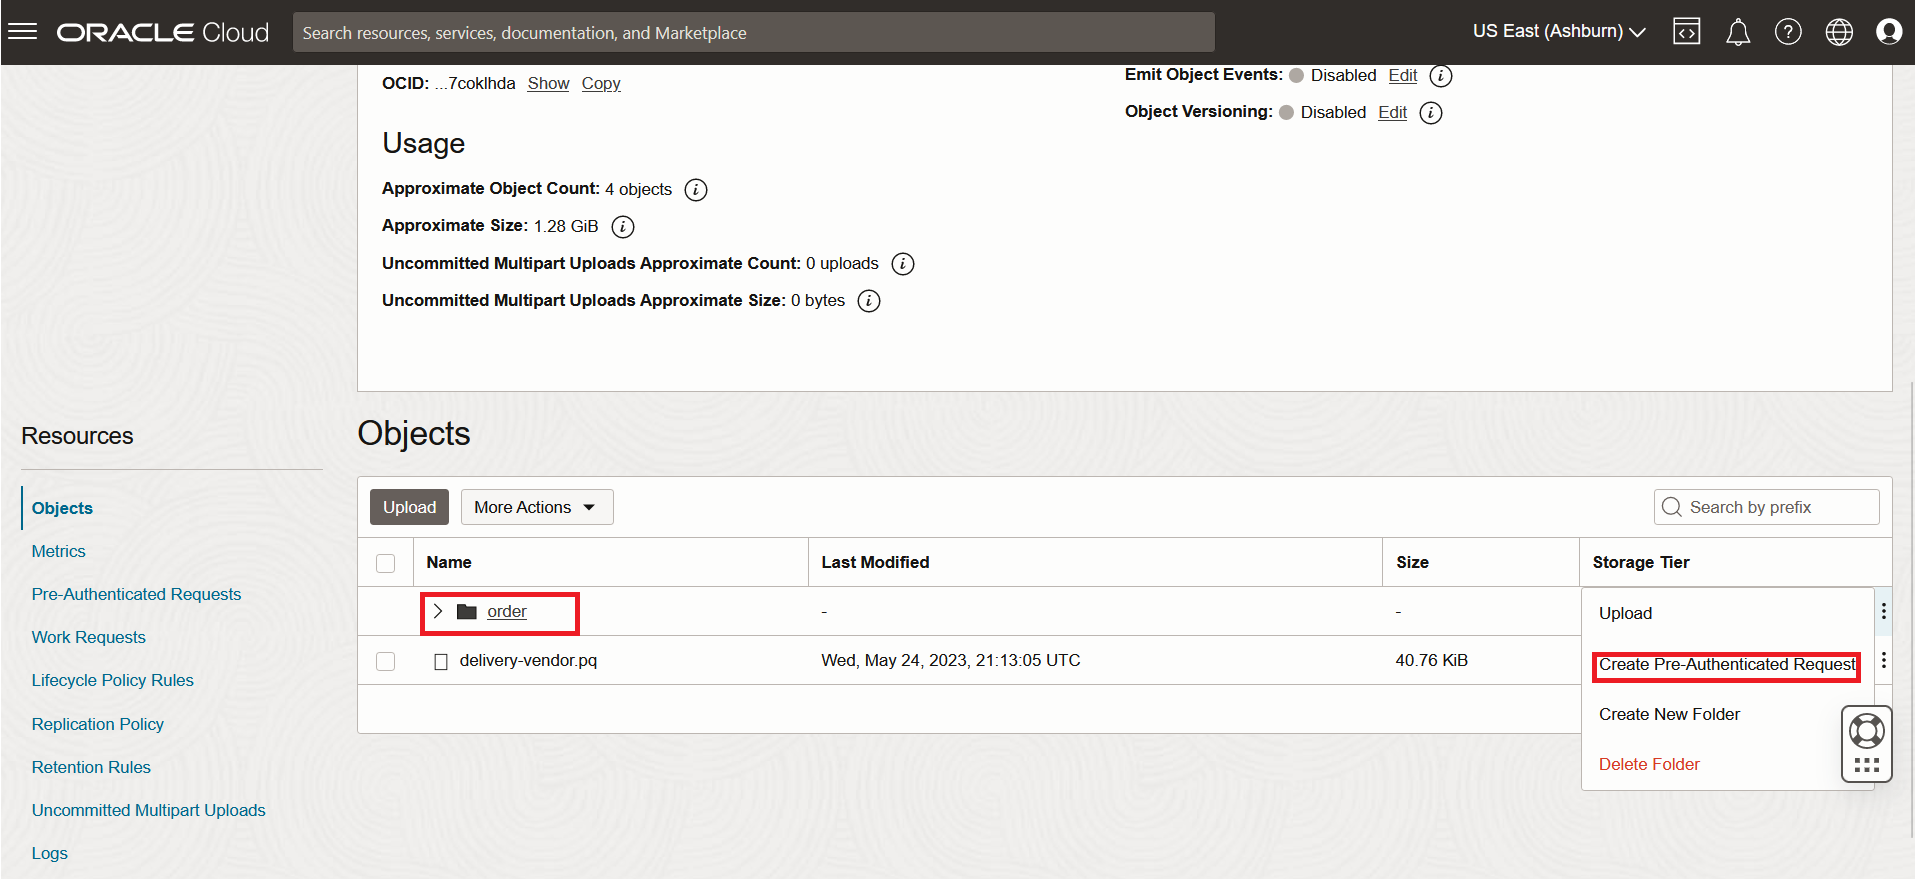 ORACLE Cloud
Search resources, services, documentation, and Marketplace
US East (Ashburn)
OCID: ...7coklhda Show Copy
Emit Object Events: Disabled Edit
Object Versioning: Disabled Edit
Usage
Approximate Object Count: 4 objects
Approximate Size: 1.28 GiB
Uncommitted Multipart Uploads Approximate Count: 0 uploads
Uncommitted Multipart Uploads Approximate Size: 0 bytes
Resources
Objects
Metrics
Pre-Authenticated Requests
Work Requests
Lifecycle Policy Rules
Replication Policy
Retention Rules
Uncommitted Multipart Uploads
Logs
Objects
Upload More Actions
Search by prefix
Name Last Modified Size Storage Tier
order - -
delivery-vendor.pq Wed, May 24, 2023, 21:13:05 UTC 40.76 KiB
Upload
Create Pre-Authenticated Request
Create New Folder
Delete Folder